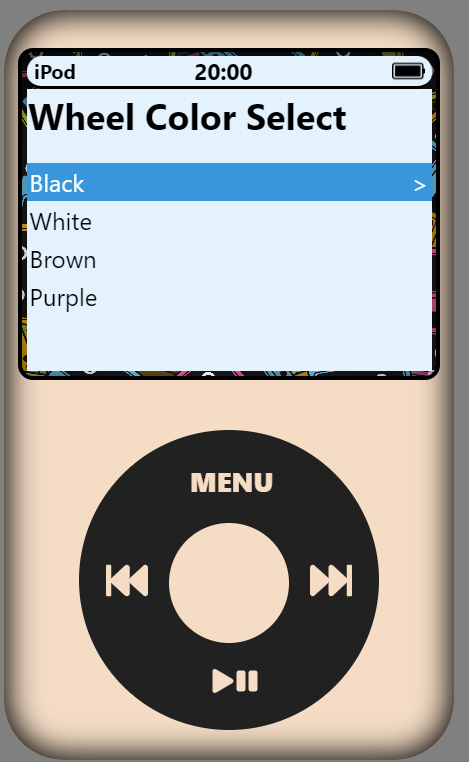 iPod 20:00
Wheel Color Select
Black >
White
Brown
Purple
MENU